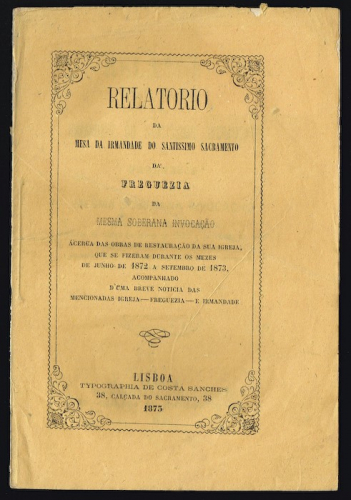 RELATORIO
DA
MESA DA IRMANDADE DO SANTISSIMO SACRAMENTO
DA
FREGUEZIA
DA
MESMA SOBERANA INVOCAÇÃO
ÁCERCA DAS OBRAS DE RESTAURAÇÃO DA SUA IGREJA,
QUE SE FIZERAM DURANTE OS MEZES
DE JUNHO DE 1872 A SETEMBRO DE 1873,
ACOMPANHADO
D'UMA BREVE NOTICIA DAS
MENCIONADAS IGREJA—FREGUEZIA—E IRMANDADE
LISBOA
TYPOGRAPHIA DE COSTA SANCHES
38, CALÇADA DO SACRAMENTO, 38
1875